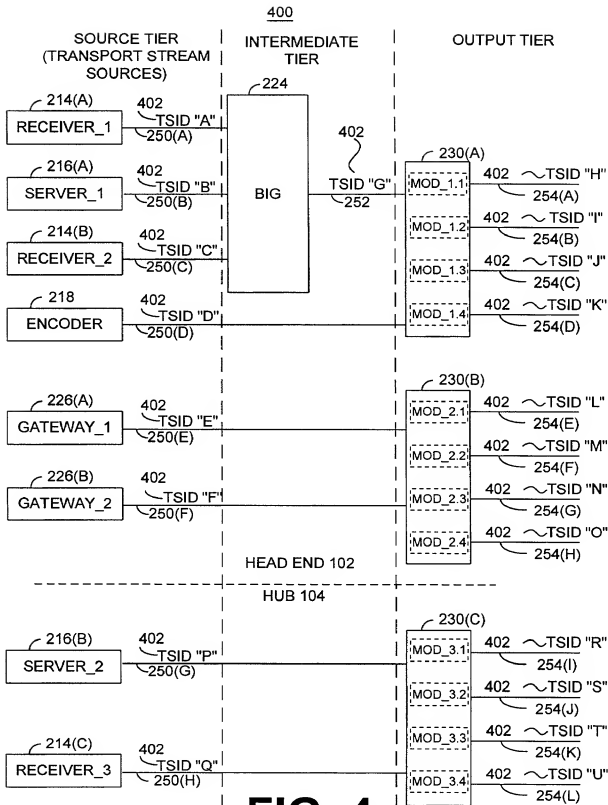 400
SOURCE TIER
(TRANSPORT STREAM
SOURCES)
INTERMEDIATE
TIER
OUTPUT TIER
214(A)
RECEIVER_1
402
TSID "A"
250(A)
216(A)
SERVER_1
402
TSID "B"
250(B)
214(B)
RECEIVER_2
402
TSID "C"
250(C)
218
ENCODER
402
TSID "D"
250(D)
224
BIG
402
TSID "G"
252
230(A)
MOD_1.1
402 TSID "H"
254(A)
MOD_1.2
402 TSID "I"
254(B)
MOD_1.3
402 TSID "J"
254(C)
MOD_1.4
402 TSID "K"
254(D)
226(A)
GATEWAY_1
402
TSID "E"
250(E)
226(B)
GATEWAY_2
402
TSID "F"
250(F)
230(B)
MOD_2.1
402 TSID "L"
254(E)
MOD_2.2
402 TSID "M"
254(F)
MOD_2.3
402 TSID "N"
254(G)
MOD_2.4
402 TSID "O"
254(H)
HEAD END 102
HUB 104
216(B)
SERVER_2
402
TSID "P"
250(G)
214(C)
RECEIVER_3
402
TSID "Q"
250(H)
230(C)
MOD_3.1
402 TSID "R"
254(I)
MOD_3.2
402 TSID "S"
254(J)
MOD_3.3
402 TSID "T"
254(K)
MOD_3.4
402 TSID "U"
254(L)
FIG. 4